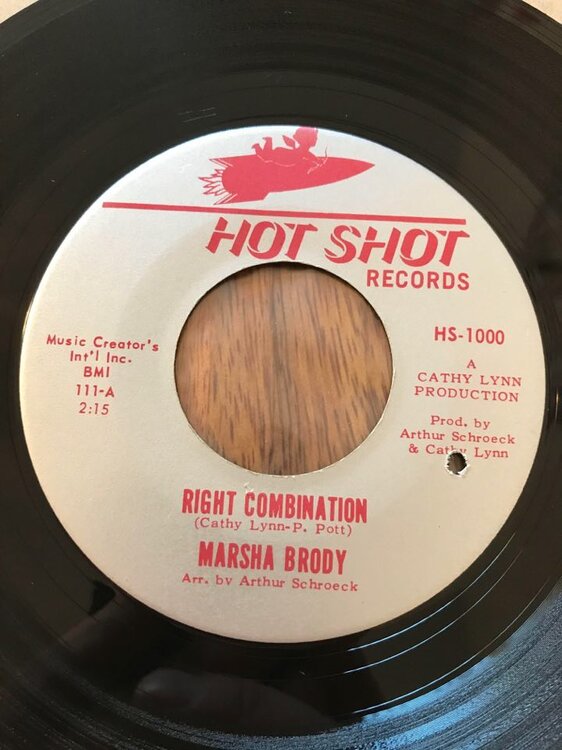 HOT SHOT
RECORDS
HS-1000
Music Creator's
Int'l Inc.
BMI
111-A
2:15
A
CATHY LYNN
PRODUCTION
Prod. by
Arthur Schroeck
& Cathy Lynn
RIGHT COMBINATION
(Cathy Lynn-P. Pott)
MARSHA BRODY
Arr. by Arthur Schroeck